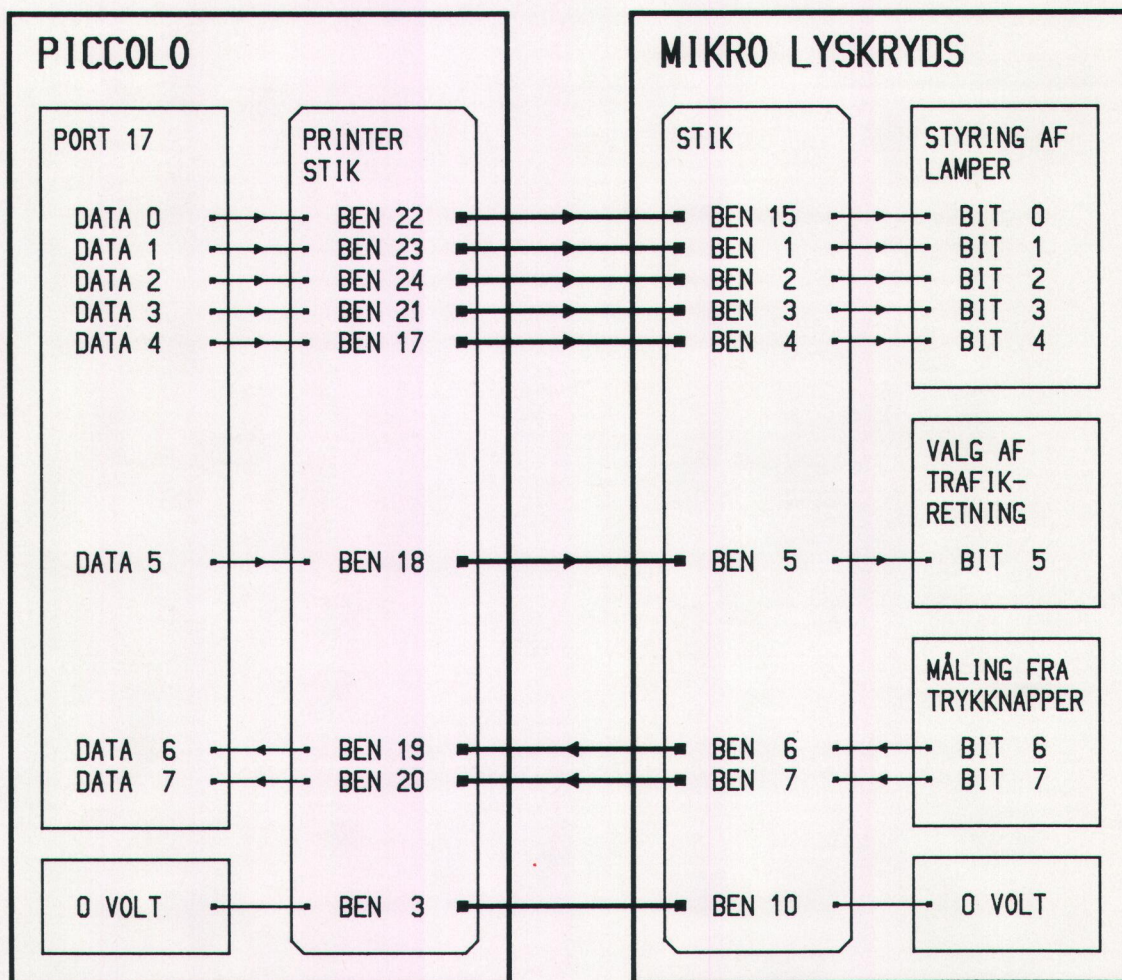 PICCOLO
PORT 17
DATA 0
DATA 1
DATA 2
DATA 3
DATA 4
DATA 5
DATA 6
DATA 7
0 VOLT
PRINTER
STIK
BEN 22
BEN 23
BEN 24
BEN 21
BEN 17
BEN 18
BEN 19
BEN 20
BEN 3
MIKRO LYSKRYDS
STIK
BEN 15
BEN 1
BEN 2
BEN 3
BEN 4
BEN 5
BEN 6
BEN 7
BEN 10
STYRING AF
LAMPER
BIT 0
BIT 1
BIT 2
BIT 3
BIT 4
VALG AF
TRAFIK-
RETNING
BIT 5
MÅLING FRA
TRYKKNAPPER
BIT 6
BIT 7
0 VOLT